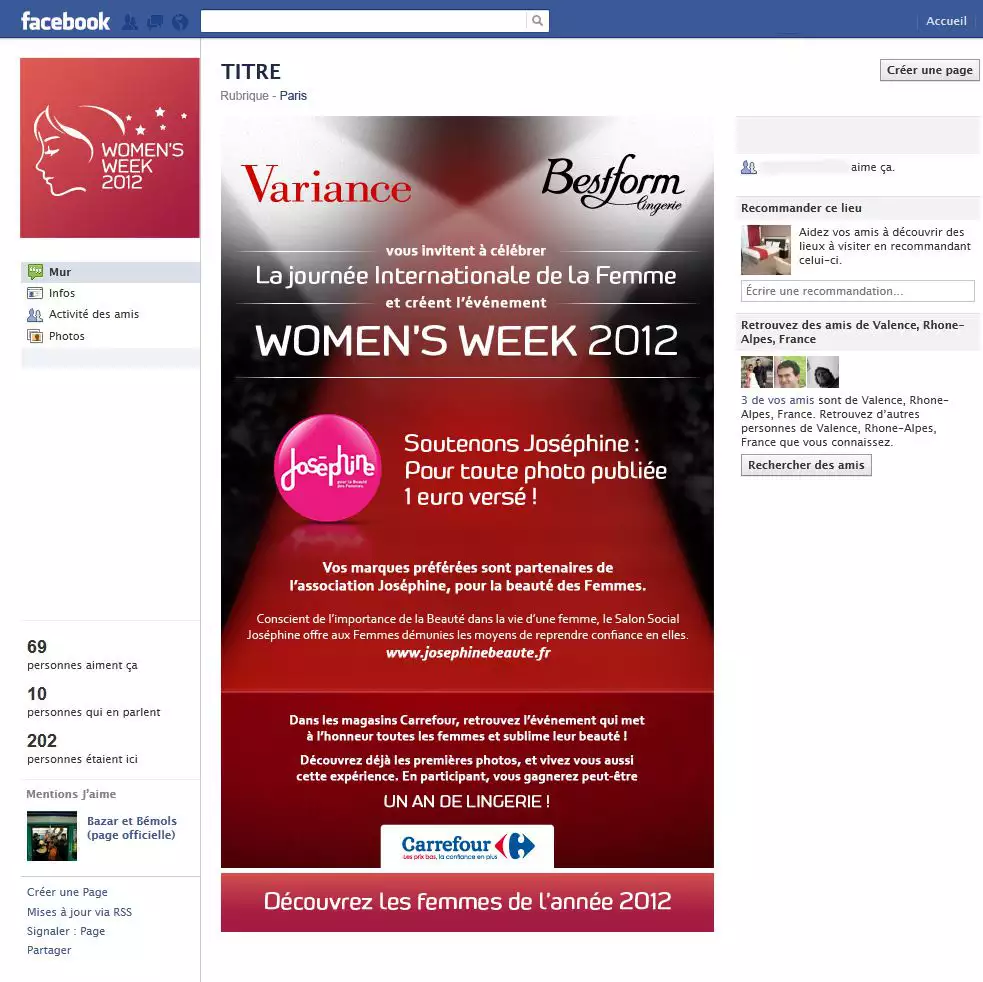 facebook
Accueil
WOMEN'S
WEEK
2012
Mur
Infos
Activité des amis
Photos
69
personnes aiment ça
10
personnes qui en parlent
202
personnes étaient ici
Mentions J'aime
Bazar et Bémols
(page officielle)
Créer une Page
Mises à jour via RSS
Signaler : Page
Partager
TITRE
Rubrique - Paris
Variance
Bestform
lingerie
vous invitent à célébrer
La journée Internationale de la Femme
et créent l'événement
WOMEN'S WEEK 2012
Joséphine
pour la Beauté
des Femmes.
Soutenons Joséphine :
Pour toute photo publiée
1 euro versé !
Vos marques préférées sont partenaires de
l'association Joséphine, pour la beauté des Femmes.
Conscient de l'importance de la Beauté dans la vie d'une femme, le Salon Social
Joséphine offre aux Femmes démunies les moyens de reprendre confiance en elles.
www.josephinebeaute.fr
Dans les magasins Carrefour, retrouvez l'événement qui met
à l'honneur toutes les femmes et sublime leur beauté !
Découvrez déjà les premières photos, et vivez vous aussi
cette expérience. En participant, vous gagnerez peut-être
UN AN DE LINGERIE !
Carrefour
Les prix bas, la confiance en plus
Découvrez les femmes de l'année 2012
Créer une page
aime ça.
Recommander ce lieu
Aidez vos amis à découvrir des
lieux à visiter en recommandant
celui-ci.
Écrire une recommandation...
Retrouvez des amis de Valence, Rhone-
Alpes, France
3 de vos amis sont de Valence, Rhone-
Alpes, France. Retrouvez d'autres
personnes de Valence, Rhone-Alpes,
France que vous connaissez.
Rechercher des amis